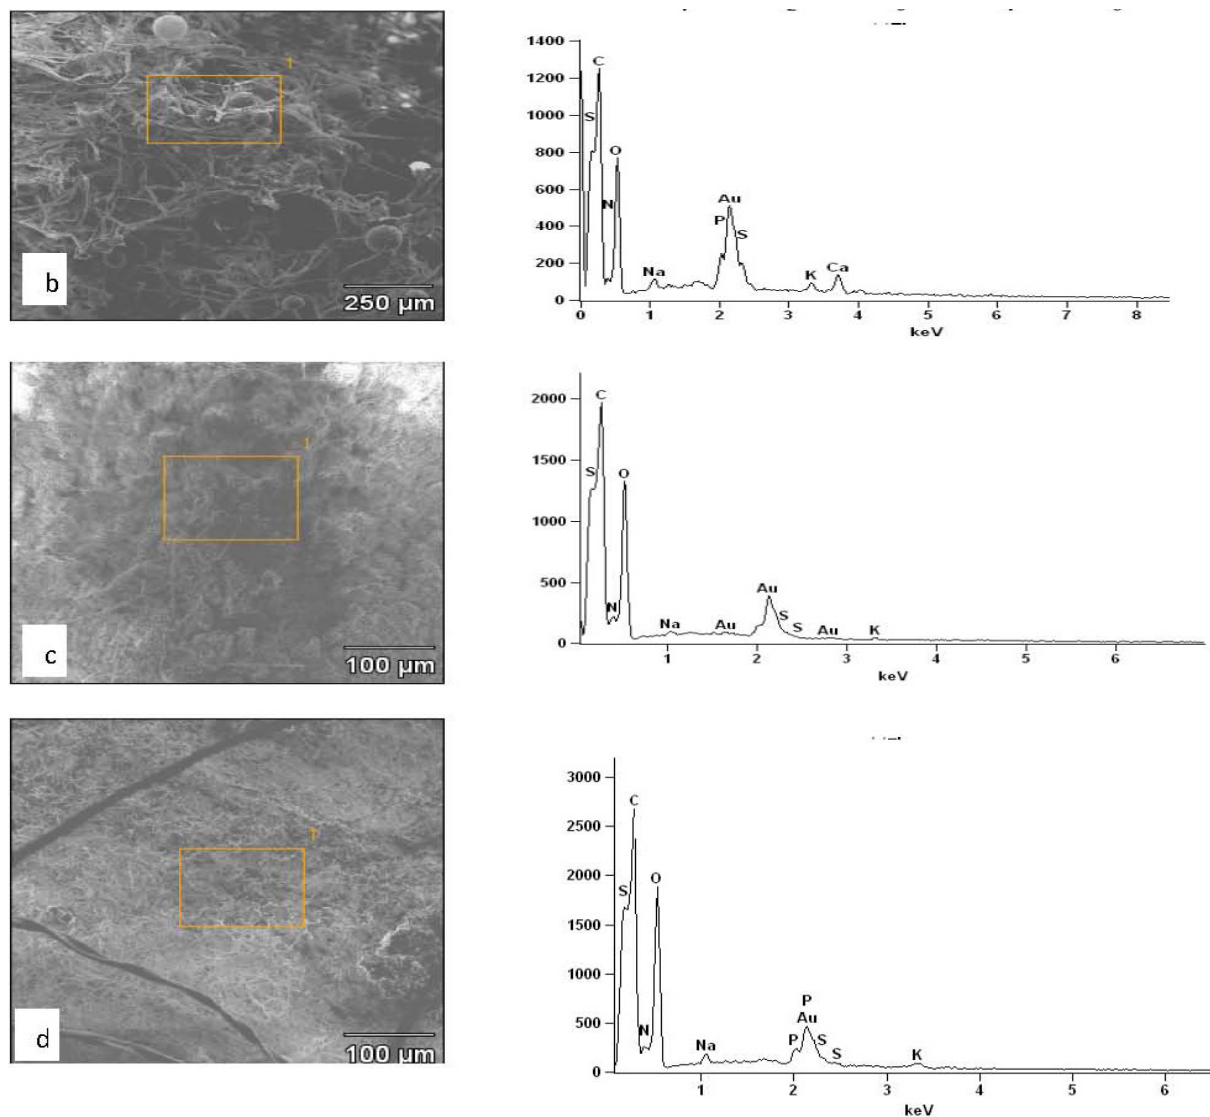 1
b
250 µm
1400
1200
1000
800
600
400
200
0
C
S
O
N
Na
Au
P
S
K
Ca
0 1 2 3 4 5 6 7 8
keV
1
c
100 µm
2000
1500
1000
500
0
C
S
O
N
Na
Au
Au
S
S
Au
K
1 2 3 4 5 6
keV
1
d
100 µm
3000
2500
2000
1500
1000
500
0
C
S
O
N
Na
P
Au
P
S
S
K
1 2 3 4 5 6
keV